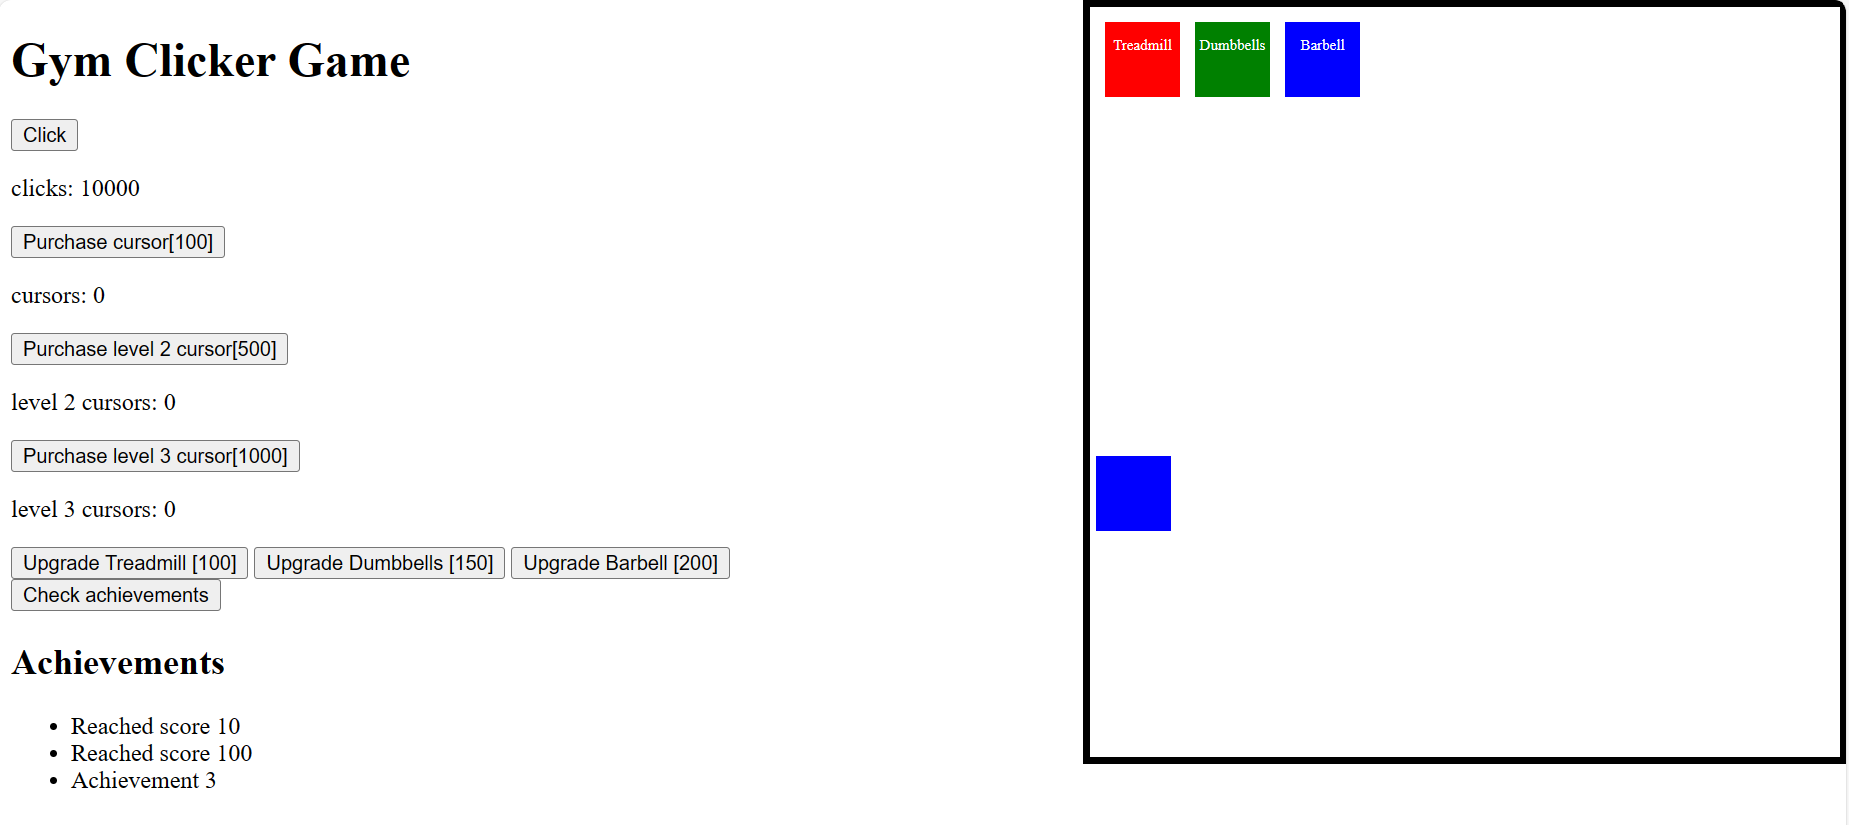 Gym Clicker Game
Click
clicks: 10000
Purchase cursor[100]
cursors: 0
Purchase level 2 cursor[500]
level 2 cursors: 0
Purchase level 3 cursor[1000]
level 3 cursors: 0
Upgrade Treadmill [100] Upgrade Dumbbells [150] Upgrade Barbell [200]
Check achievements
Achievements
• Reached score 10
• Reached score 100
• Achievement 3
Treadmill Dumbbells Barbell